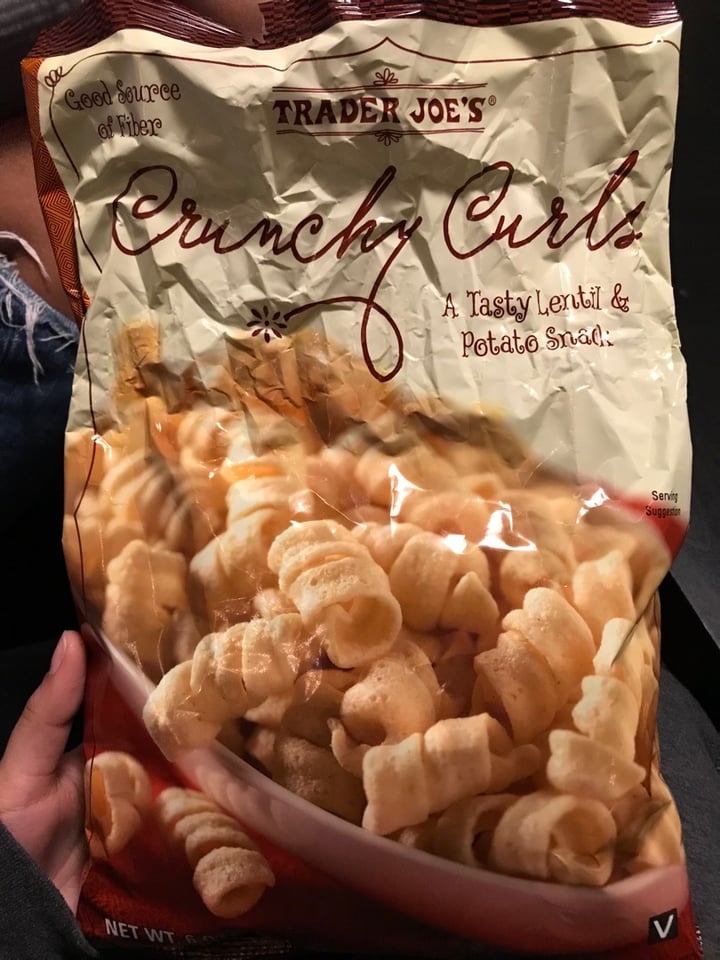 Good Source
of Fiber
TRADER JOE'S®
Crunchy Curls
A Tasty Lentil &
Potato Snack
Serving
Suggestion
NET WT.
V